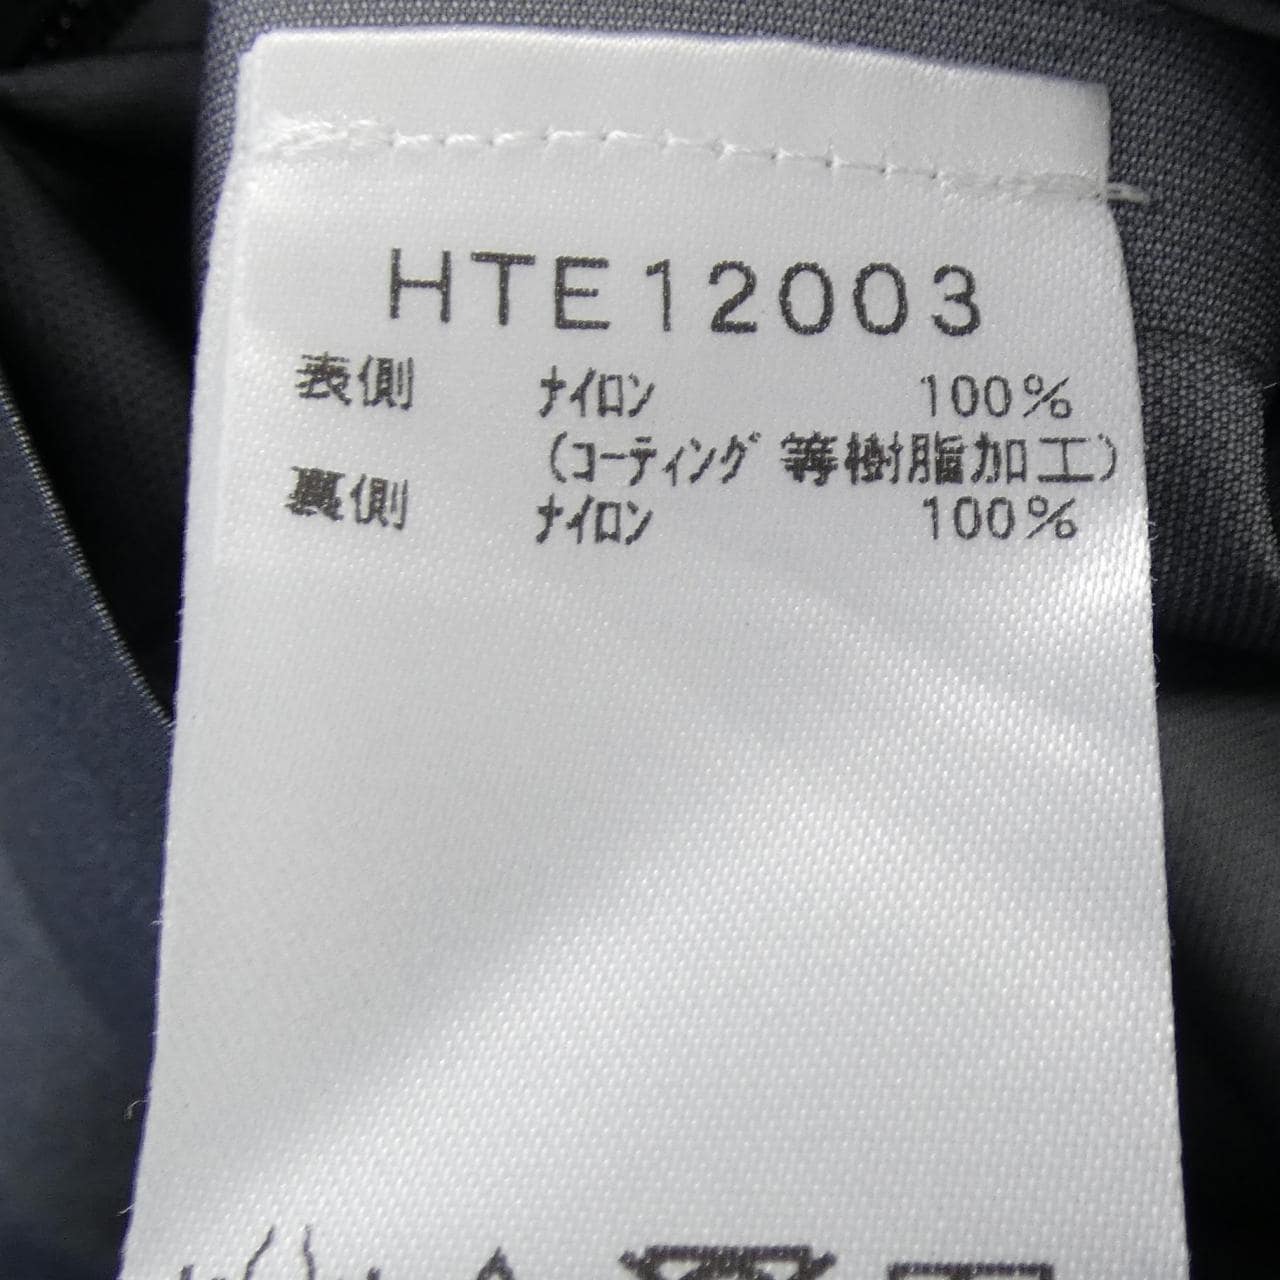 HTE12003
表側 ナイロン 100%
(コーティング 等樹脂加工)
裏側 ナイロン 100%